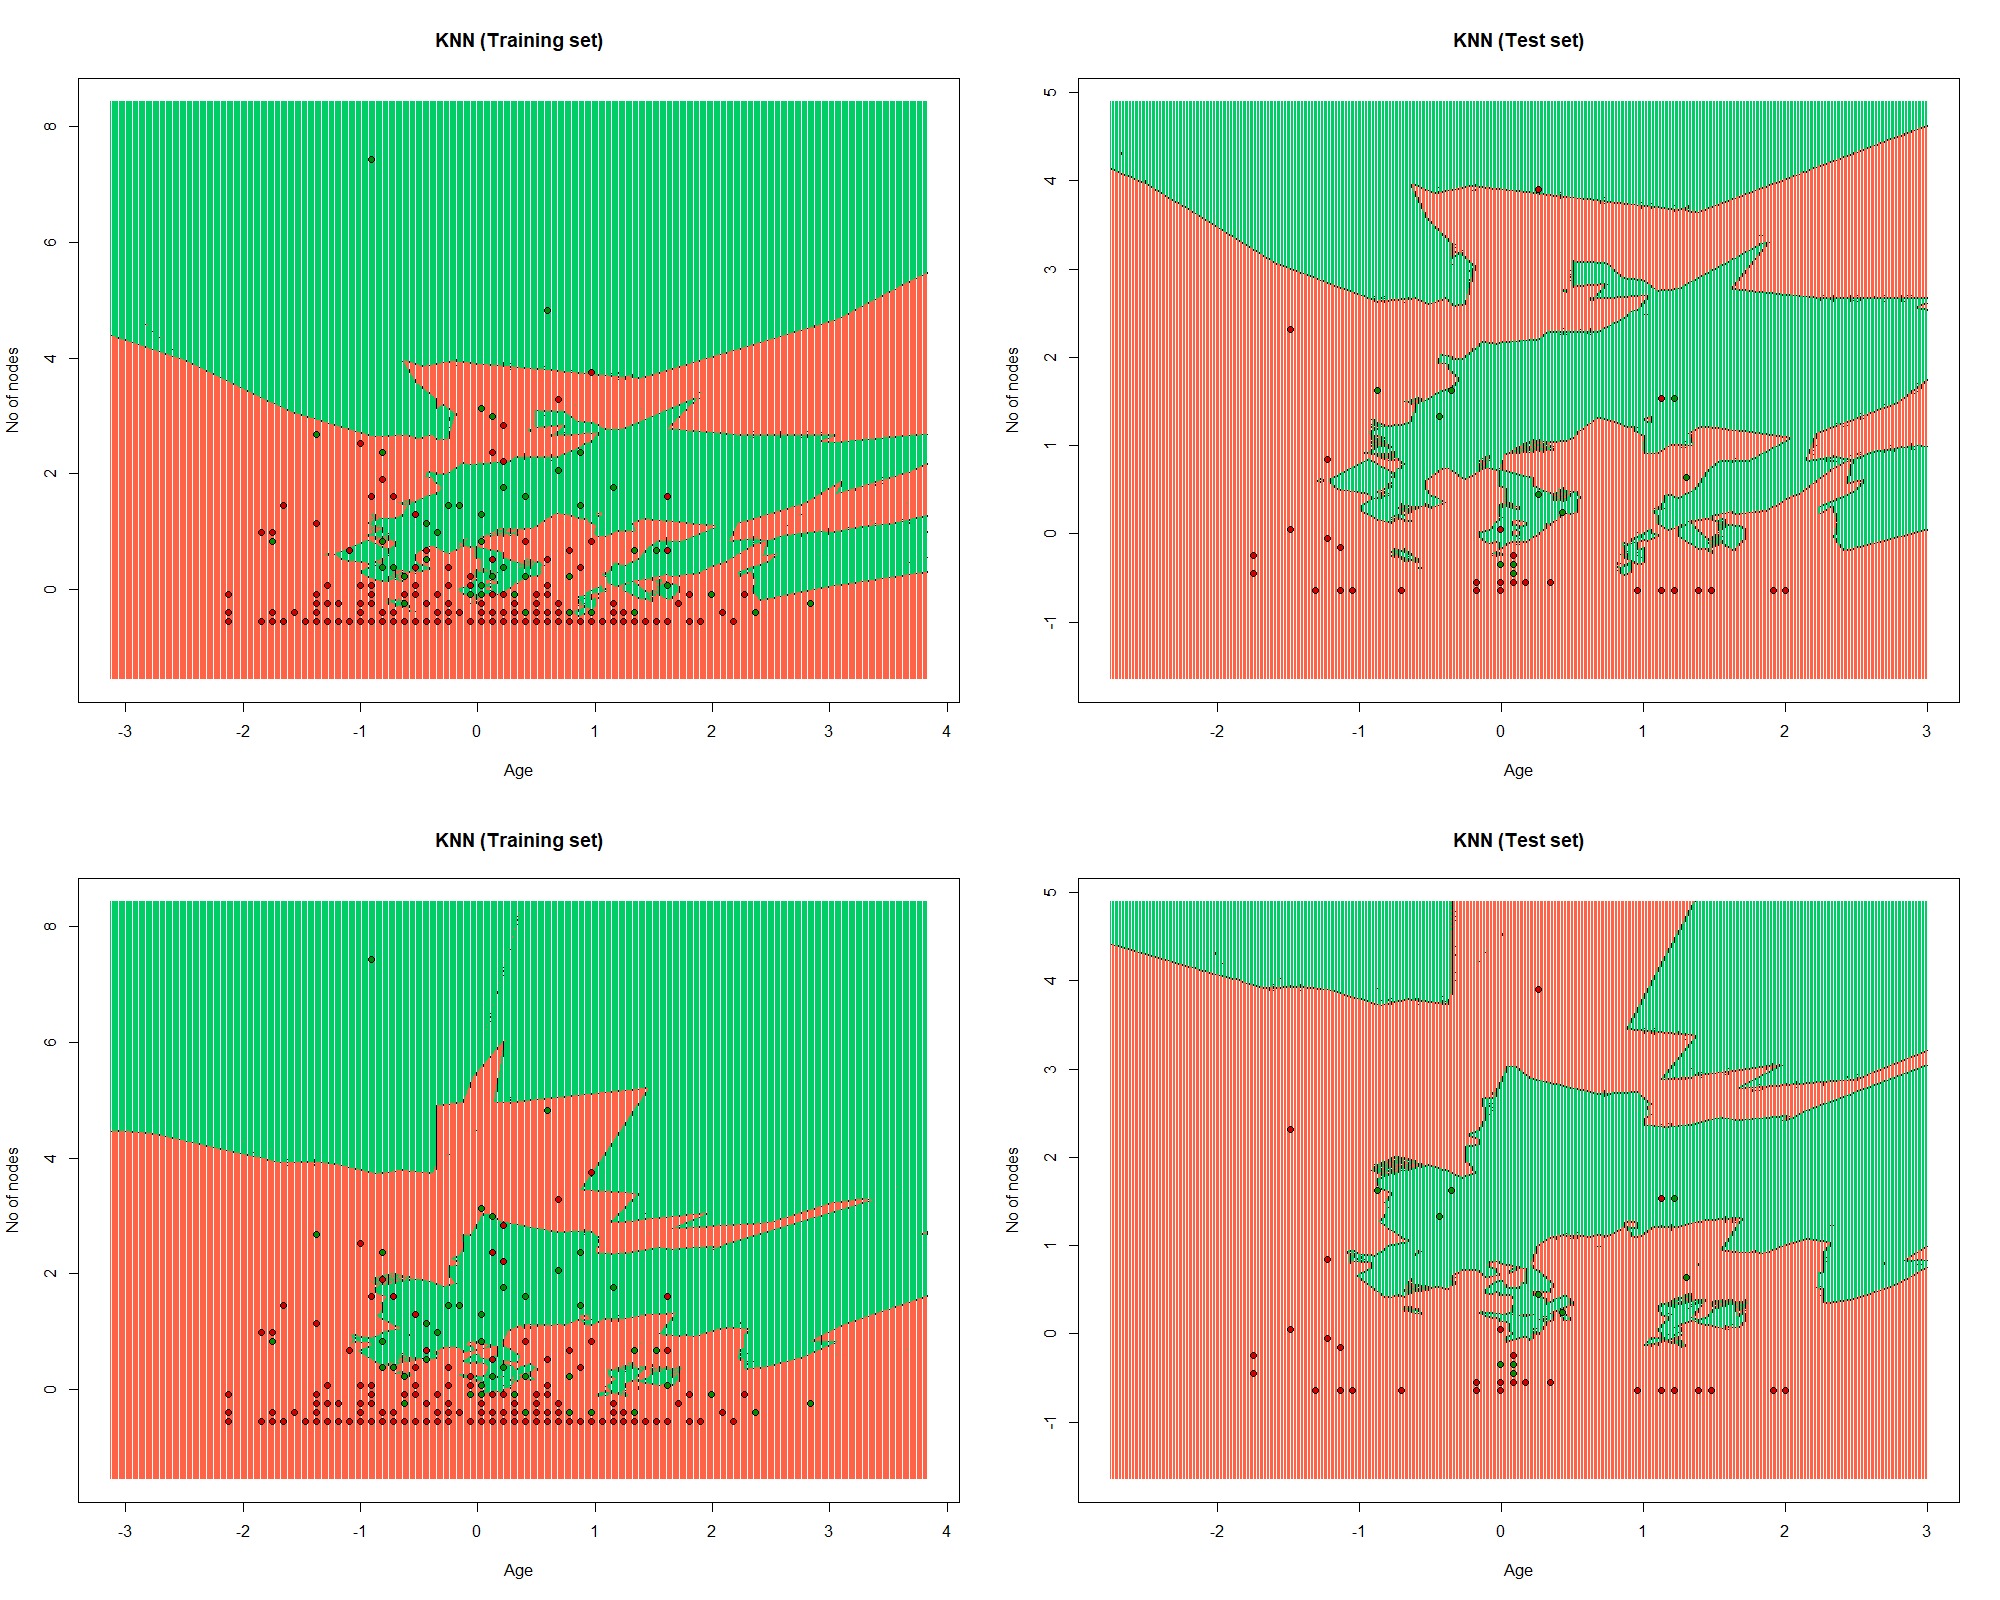 KNN (Training set)
No of nodes
8
6
4
2
0
-3 -2 -1 0 1 2 3 4
Age
KNN (Test set)
No of nodes
5
4
3
2
1
0
-1
-2 -1 0 1 2 3
Age
KNN (Training set)
No of nodes
8
6
4
2
0
-3 -2 -1 0 1 2 3 4
Age
KNN (Test set)
No of nodes
5
4
3
2
1
0
-1
-2 -1 0 1 2 3
Age